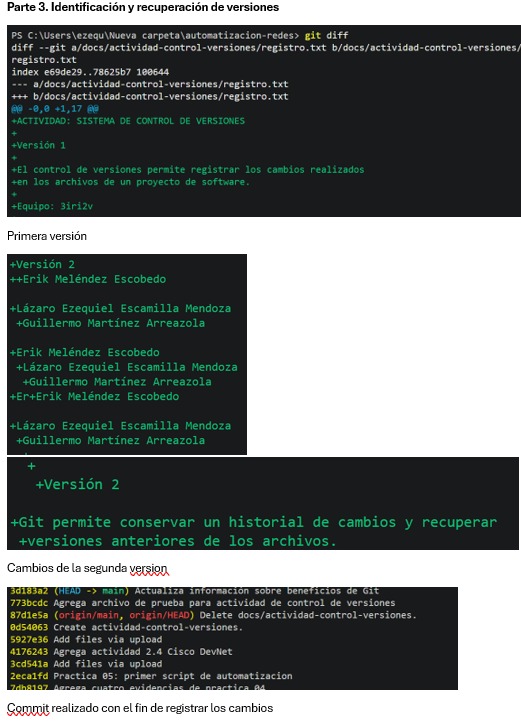 Parte 3. Identificación y recuperación de versiones
PS C:\Users\ezequ\Nueva carpeta\automatizacion-redes> git diff
diff --git a/docs/actividad-control-versiones/registro.txt b/docs/actividad-control-versiones/
registro.txt
index e69de29..78625b7 100644
--- a/docs/actividad-control-versiones/registro.txt
+++ b/docs/actividad-control-versiones/registro.txt
@@ -0,0 +1,17 @@
+ACTIVIDAD: SISTEMA DE CONTROL DE VERSIONES
+
+Versión 1
+
+El control de versiones permite registrar los cambios realizados
+en los archivos de un proyecto de software.
+
+Equipo: 3iri2v
Primera versión
+Versión 2
++Erik Meléndez Escobedo
+Lázaro Ezequiel Escamilla Mendoza
+Guillermo Martínez Arreazola
+Erik Meléndez Escobedo
+Lázaro Ezequiel Escamilla Mendoza
+Guillermo Martínez Arreazola
+Er+Erik Meléndez Escobedo
+Lázaro Ezequiel Escamilla Mendoza
+Guillermo Martínez Arreazola
+
+Versión 2
+Git permite conservar un historial de cambios y recuperar
+versiones anteriores de los archivos.
Cambios de la segunda version
3d183a2 (HEAD -> main) Actualiza información sobre beneficios de Git
773bcdc Agrega archivo de prueba para actividad de control de versiones
87d1e5a (origin/main, origin/HEAD) Delete docs/actividad-control-versiones.
0d54063 Create actividad-control-versiones.
5927e36 Add files via upload
4176243 Agrega actividad 2.4 Cisco DevNet
3cd541a Add files via upload
2eca1fd Practica 05: primer script de automatizacion
7db8197 Agrega cuatro evidencias de practica 04
Commit realizado con el fin de registrar los cambios